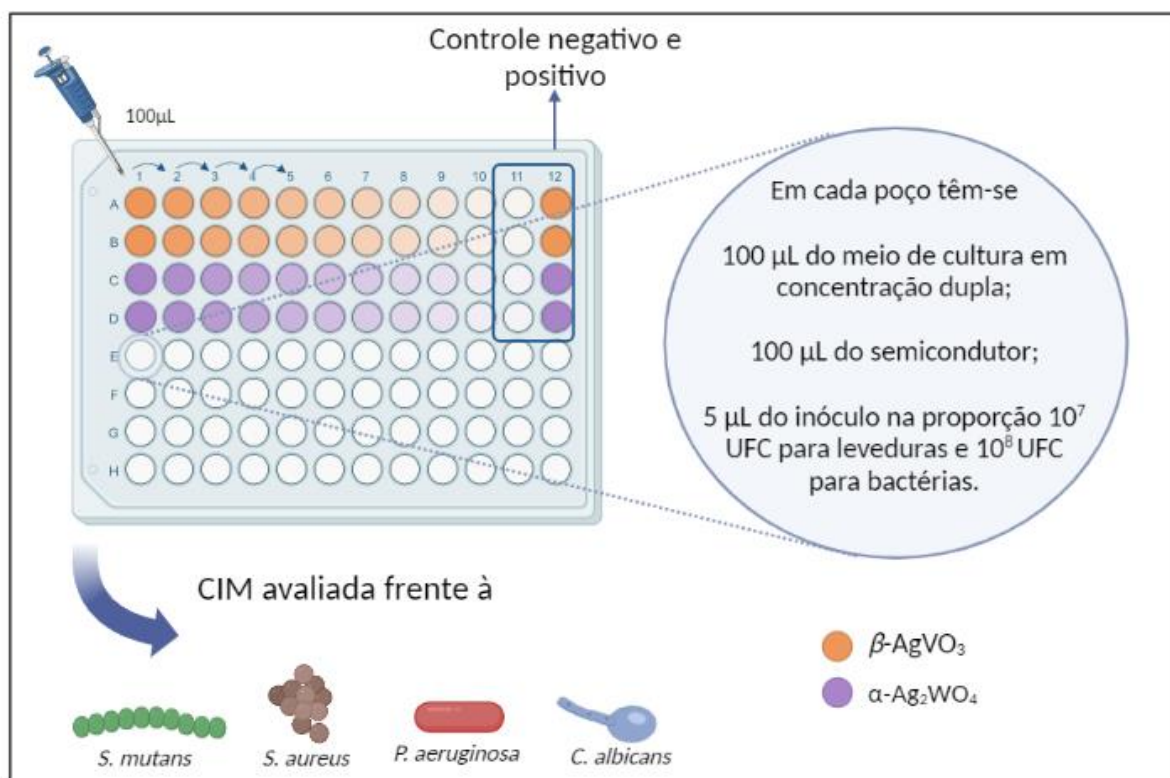 Controle negativo e
positivo
100µL
1 2 3 4 5 6 7 8 9 10 11 12
A
B
C
D
E
F
G
H
Em cada poço têm-se
100 µL do meio de cultura em
concentração dupla;
100 µL do semicondutor;
5 µL do inóculo na proporção 10⁷
UFC para leveduras e 10⁸ UFC
para bactérias.
CIM avaliada frente à
β-AgVO₃
α-Ag₂WO₄
S. mutans
S. aureus
P. aeruginosa
C. albicans